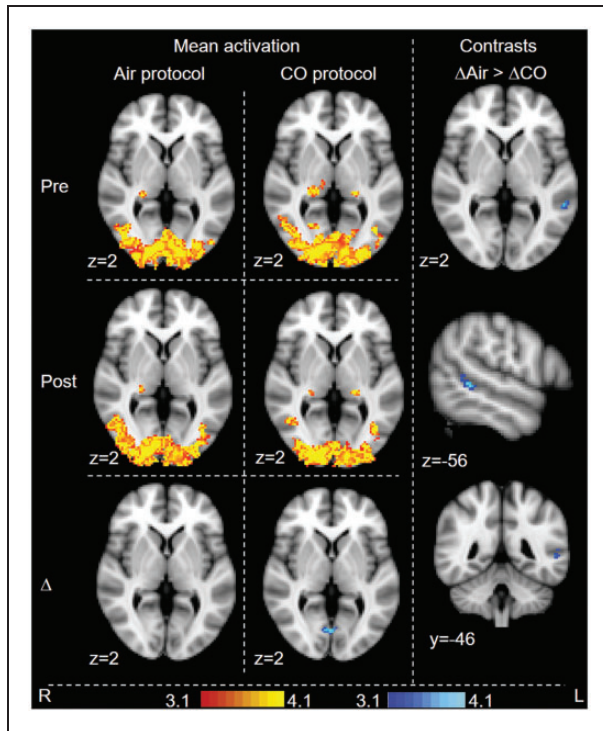 Mean activation
Contrasts
Air protocol
CO protocol
ΔAir > ΔCO
Pre
z=2
z=2
z=2
Post
z=2
z=2
z=-56
Δ
z=2
z=2
y=-46
R
3.1
4.1
3.1
4.1
L